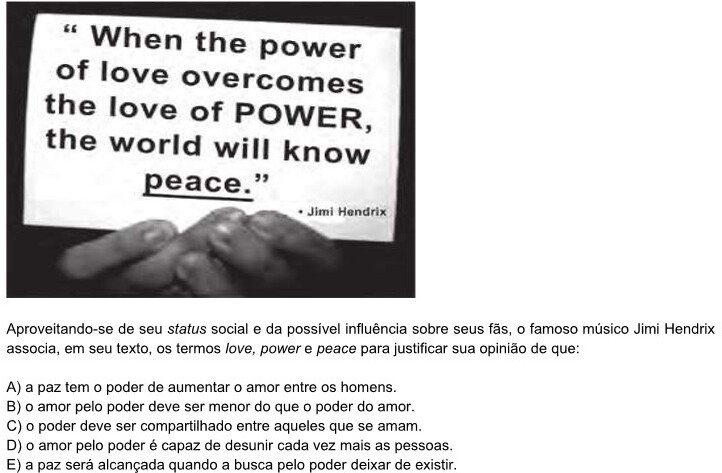 “ When the power
of love overcomes
the love of POWER,
the world will know
peace.”
• Jimi Hendrix
Aproveitando-se de seu status social e da possível influência sobre seus fãs, o famoso músico Jimi Hendrix
associa, em seu texto, os termos love, power e peace para justificar sua opinião de que:
A) a paz tem o poder de aumentar o amor entre os homens.
B) o amor pelo poder deve ser menor do que o poder do amor.
C) o poder deve ser compartilhado entre aqueles que se amam.
D) o amor pelo poder é capaz de desunir cada vez mais as pessoas.
E) a paz será alcançada quando a busca pelo poder deixar de existir.